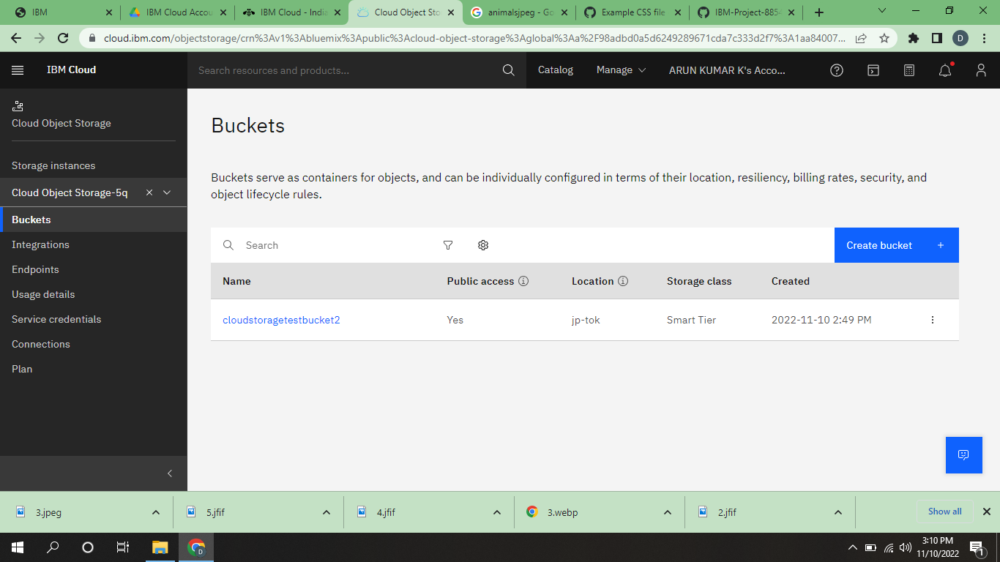 IBM
IBM Cloud Accou
IBM Cloud - India
Cloud Object Sto
animalsjpeg - Go
Example CSS file
IBM-Project-8854
cloud.ibm.com/objectstorage/crn%3Av1%3Abluemix%3Apublic%3Acloud-object-storage%3Aglobal%3Aa%2F98adbd0a5d6249289671cda7c333d2f7%3A1aa84007...
D
IBM Cloud
Search resources and products...
Catalog
Manage
ARUN KUMAR K's Acco...
Cloud Object Storage
Storage instances
Cloud Object Storage-5q
Buckets
Integrations
Endpoints
Usage details
Service credentials
Connections
Plan
Buckets
Buckets serve as containers for objects, and can be individually configured in terms of their location, resiliency, billing rates, security, and
object lifecycle rules.
Search
Create bucket +
Name Public access Location Storage class Created
cloudstoragetestbucket2 Yes jp-tok Smart Tier 2022-11-10 2:49 PM
3.jpeg
5.jfif
4.jfif
3.webp
2.jfif
Show all
D
3:10 PM
11/10/2022
1